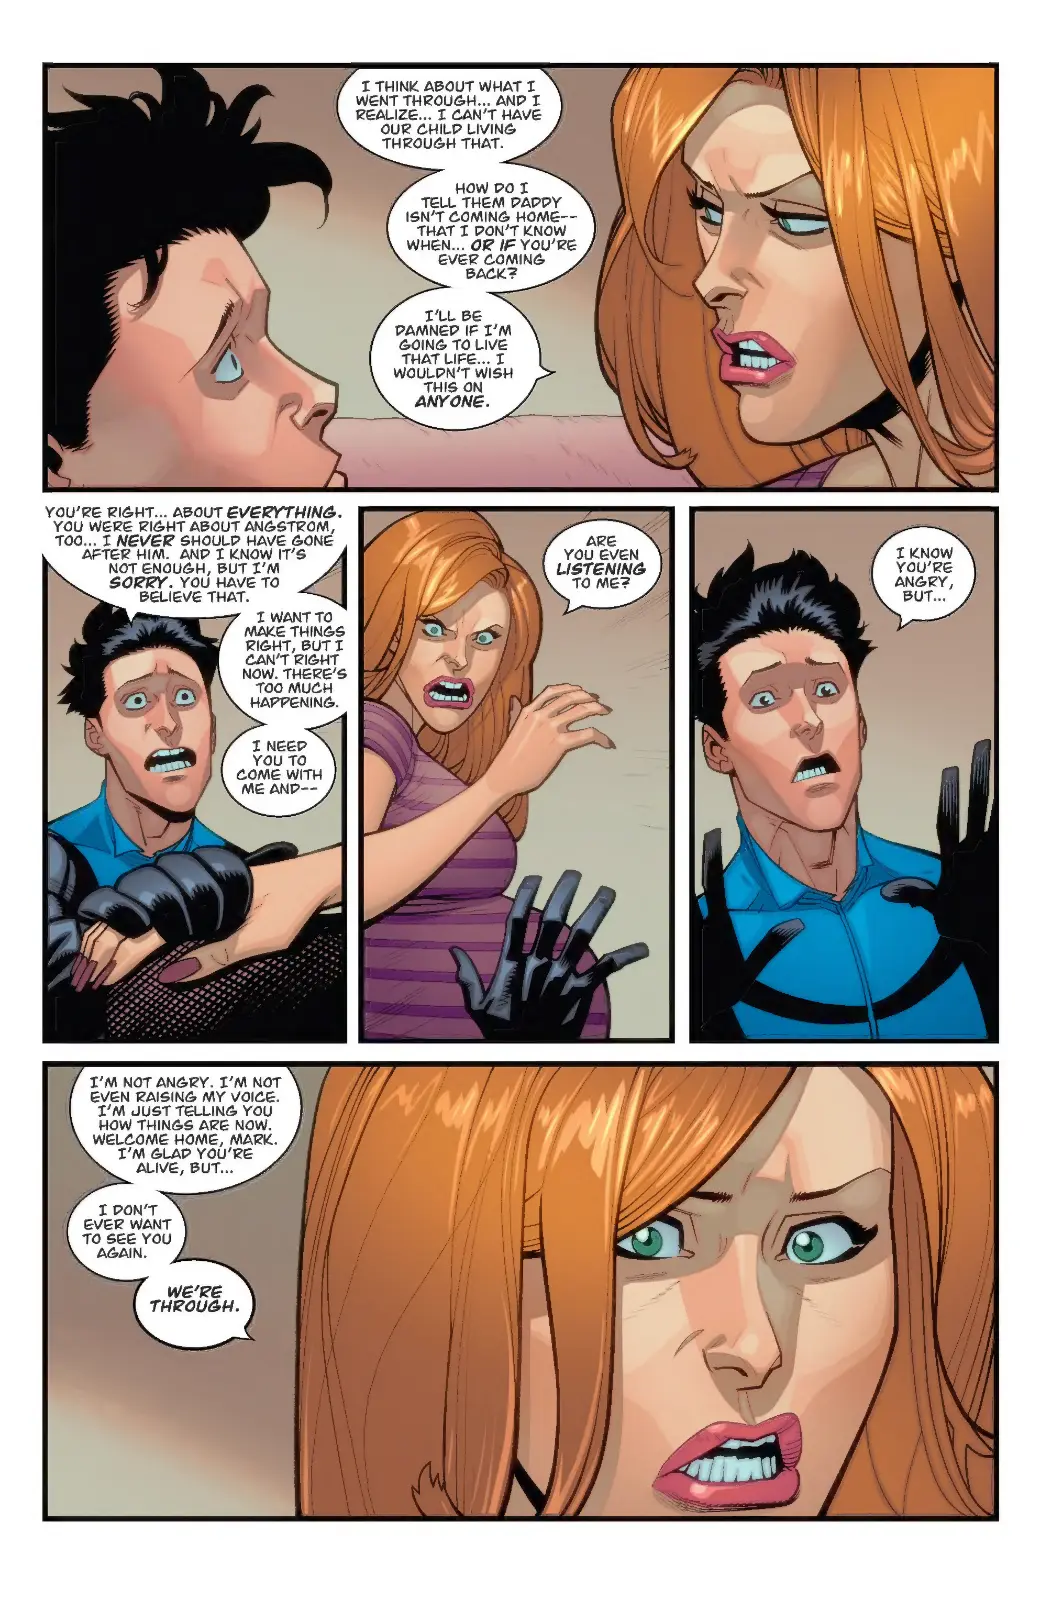 I THINK ABOUT WHAT I
WENT THROUGH... AND I
REALIZE... I CAN'T HAVE
OUR CHILD LIVING
THROUGH THAT.
HOW DO I
TELL THEM DADDY
ISN'T COMING HOME--
THAT I DON'T KNOW
WHEN... OR IF YOU'RE
EVER COMING
BACK?
I'LL BE
DAMNED IF I'M
GOING TO LIVE
THAT LIFE... I
WOULDN'T WISH
THIS ON
ANYONE.
YOU'RE RIGHT... ABOUT EVERYTHING.
YOU WERE RIGHT ABOUT ANGSTROM,
TOO... I NEVER SHOULD HAVE GONE
AFTER HIM. AND I KNOW IT'S
NOT ENOUGH, BUT I'M
SORRY. YOU HAVE TO
BELIEVE THAT.
I WANT TO
MAKE THINGS
RIGHT, BUT I
CAN'T RIGHT
NOW. THERE'S
TOO MUCH
HAPPENING.
I NEED
YOU TO
COME WITH
ME AND--
ARE
YOU EVEN
LISTENING
TO ME?
I KNOW
YOU'RE
ANGRY,
BUT...
I'M NOT ANGRY. I'M NOT
EVEN RAISING MY VOICE.
I'M JUST TELLING YOU
HOW THINGS ARE NOW.
WELCOME HOME, MARK.
I'M GLAD YOU'RE
ALIVE, BUT...
I DON'T
EVER WANT
TO SEE YOU
AGAIN.
WE'RE
THROUGH.